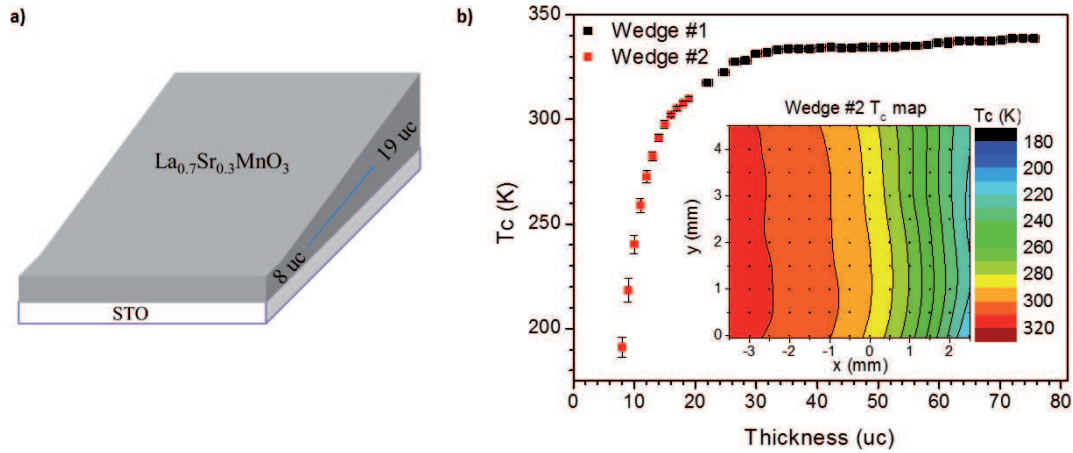 a)
La0.7Sr0.3MnO3
19 uc
8 uc
STO
b)
350
300
250
200
Tc (K)
Wedge #1
Wedge #2
Wedge #2 Tc map
Tc (K)
180
200
220
240
260
280
300
320
4
3
2
1
0
y (mm)
-3 -2 -1 0 1 2
x (mm)
0 10 20 30 40 50 60 70 80
Thickness (uc)